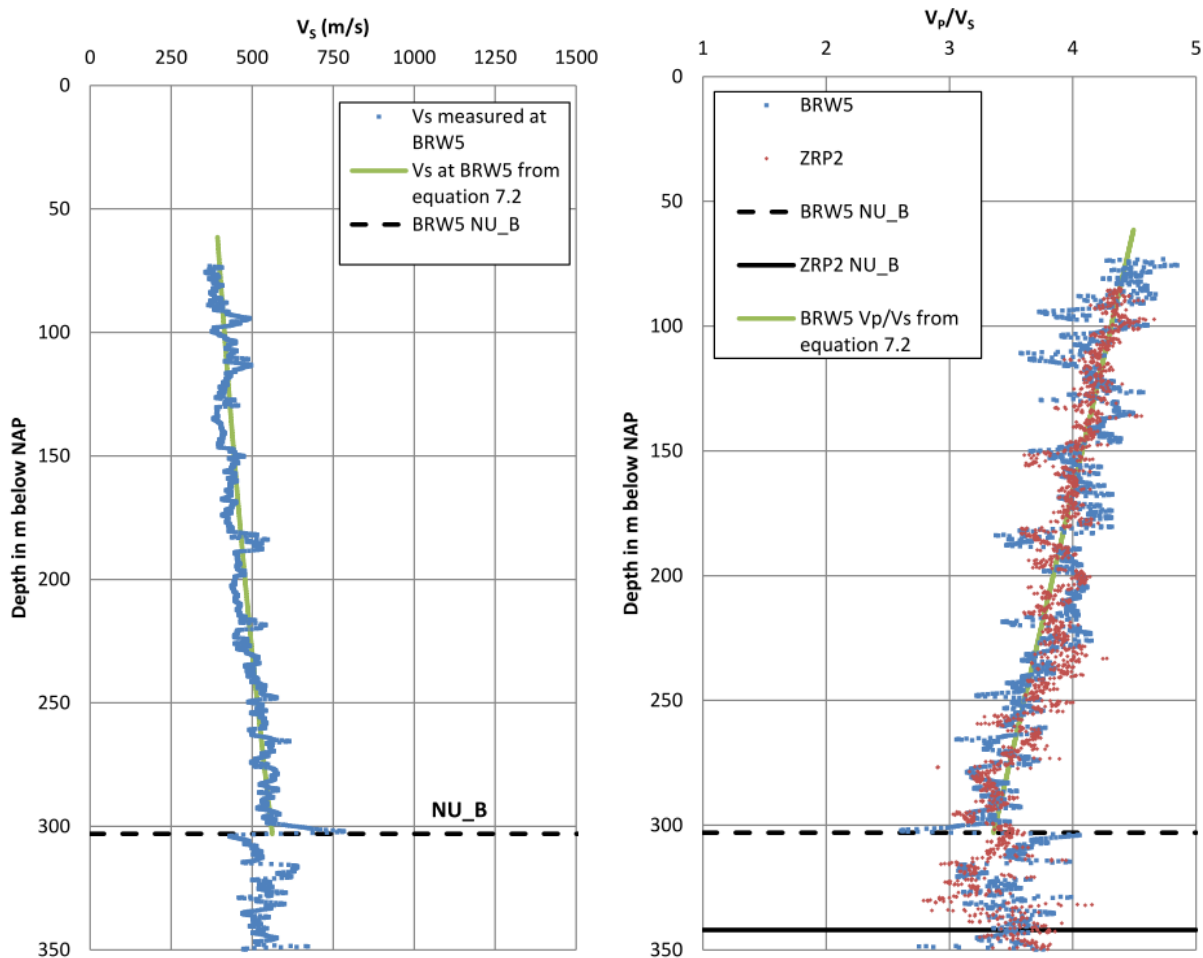 V_S (m/s)
0 250 500 750 1000 1250 1500
0
50
100
150
200
250
300
350
Depth in m below NAP
Vs measured at
BRW5
Vs at BRW5 from
equation 7.2
BRW5 NU_B
NU_B
V_P/V_S
1 2 3 4 5
0
50
100
150
200
250
300
350
Depth in m below NAP
BRW5
ZRP2
BRW5 NU_B
ZRP2 NU_B
BRW5 Vp/Vs from
equation 7.2